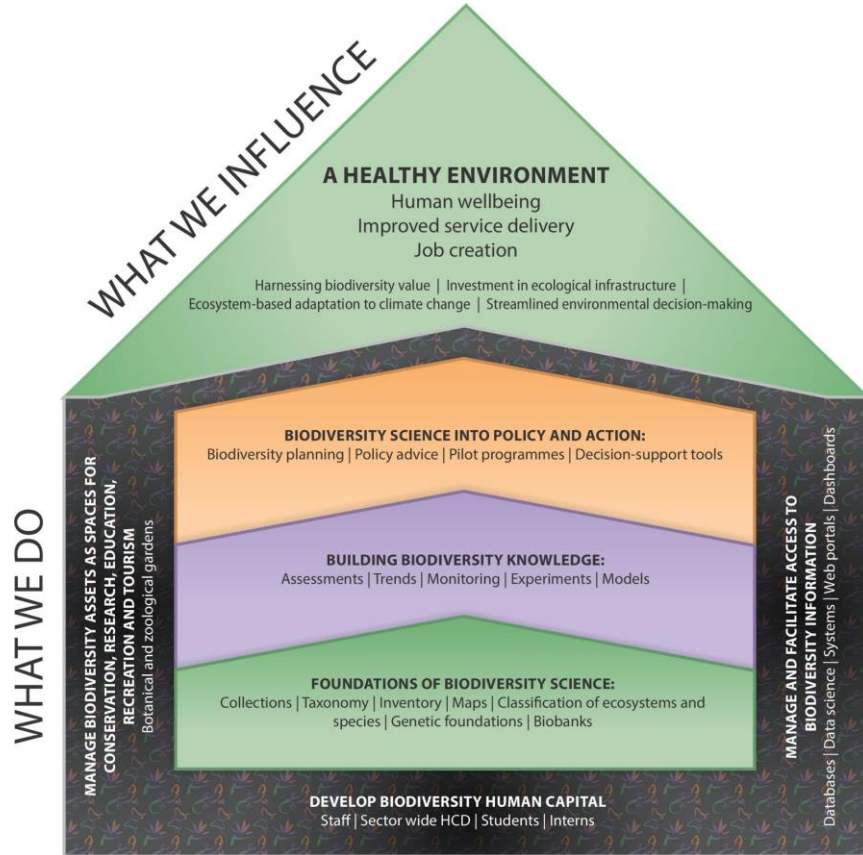 WHAT WE INFLUENCE
A HEALTHY ENVIRONMENT
Human wellbeing
Improved service delivery
Job creation
Harnessing biodiversity value | Investment in ecological infrastructure |
Ecosystem-based adaptation to climate change | Streamlined environmental decision-making
WHAT WE DO
MANAGE BIODIVERSITY ASSETS AS SPACES FOR
CONSERVATION, RESEARCH, EDUCATION,
RECREATION AND TOURISM
Botanical and zoological gardens
BIODIVERSITY SCIENCE INTO POLICY AND ACTION:
Biodiversity planning | Policy advice | Pilot programmes | Decision-support tools
BUILDING BIODIVERSITY KNOWLEDGE:
Assessments | Trends | Monitoring | Experiments | Models
FOUNDATIONS OF BIODIVERSITY SCIENCE:
Collections | Taxonomy | Inventory | Maps | Classification of ecosystems and
species | Genetic foundations | Biobanks
MANAGE AND FACILITATE ACCESS TO
BIODIVERSITY INFORMATION
Databases | Data science | Systems | Web portals | Dashboards
DEVELOP BIODIVERSITY HUMAN CAPITAL
Staff | Sector wide HCD | Students | Interns